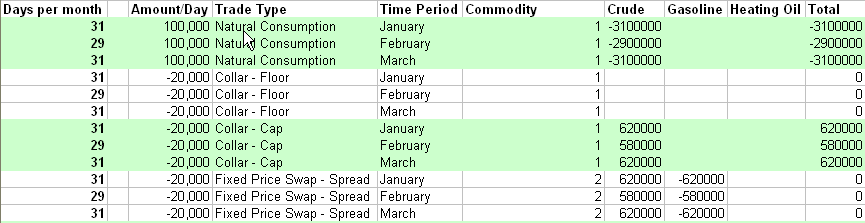 Days per month Amount/Day Trade Type Time Period Commodity Crude Gasoline Heating Oil Total
31 100,000 Natural Consumption January 1 -3100000 -3100000
29 100,000 Natural Consumption February 1 -2900000 -2900000
31 100,000 Natural Consumption March 1 -3100000 -3100000
31 -20,000 Collar - Floor January 1 0
29 -20,000 Collar - Floor February 1 0
31 -20,000 Collar - Floor March 1 0
31 -20,000 Collar - Cap January 1 620000 620000
29 -20,000 Collar - Cap February 1 580000 580000
31 -20,000 Collar - Cap March 1 620000 620000
31 -20,000 Fixed Price Swap - Spread January 2 620000 -620000 0
29 -20,000 Fixed Price Swap - Spread February 2 580000 -580000 0
31 -20,000 Fixed Price Swap - Spread March 2 620000 -620000 0